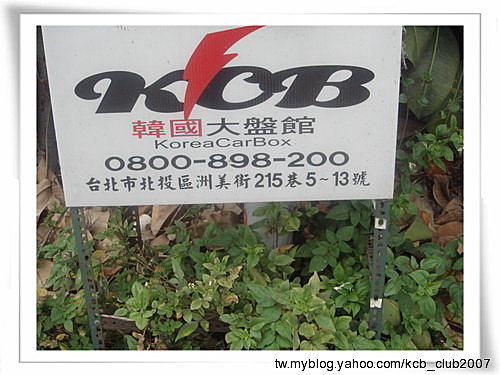 KCB
韓國大盤館
KoreaCarBox
0800-898-200
台北市北投區洲美街215巷5~13號
tw.myblog.yahoo.com/kcb_club2007